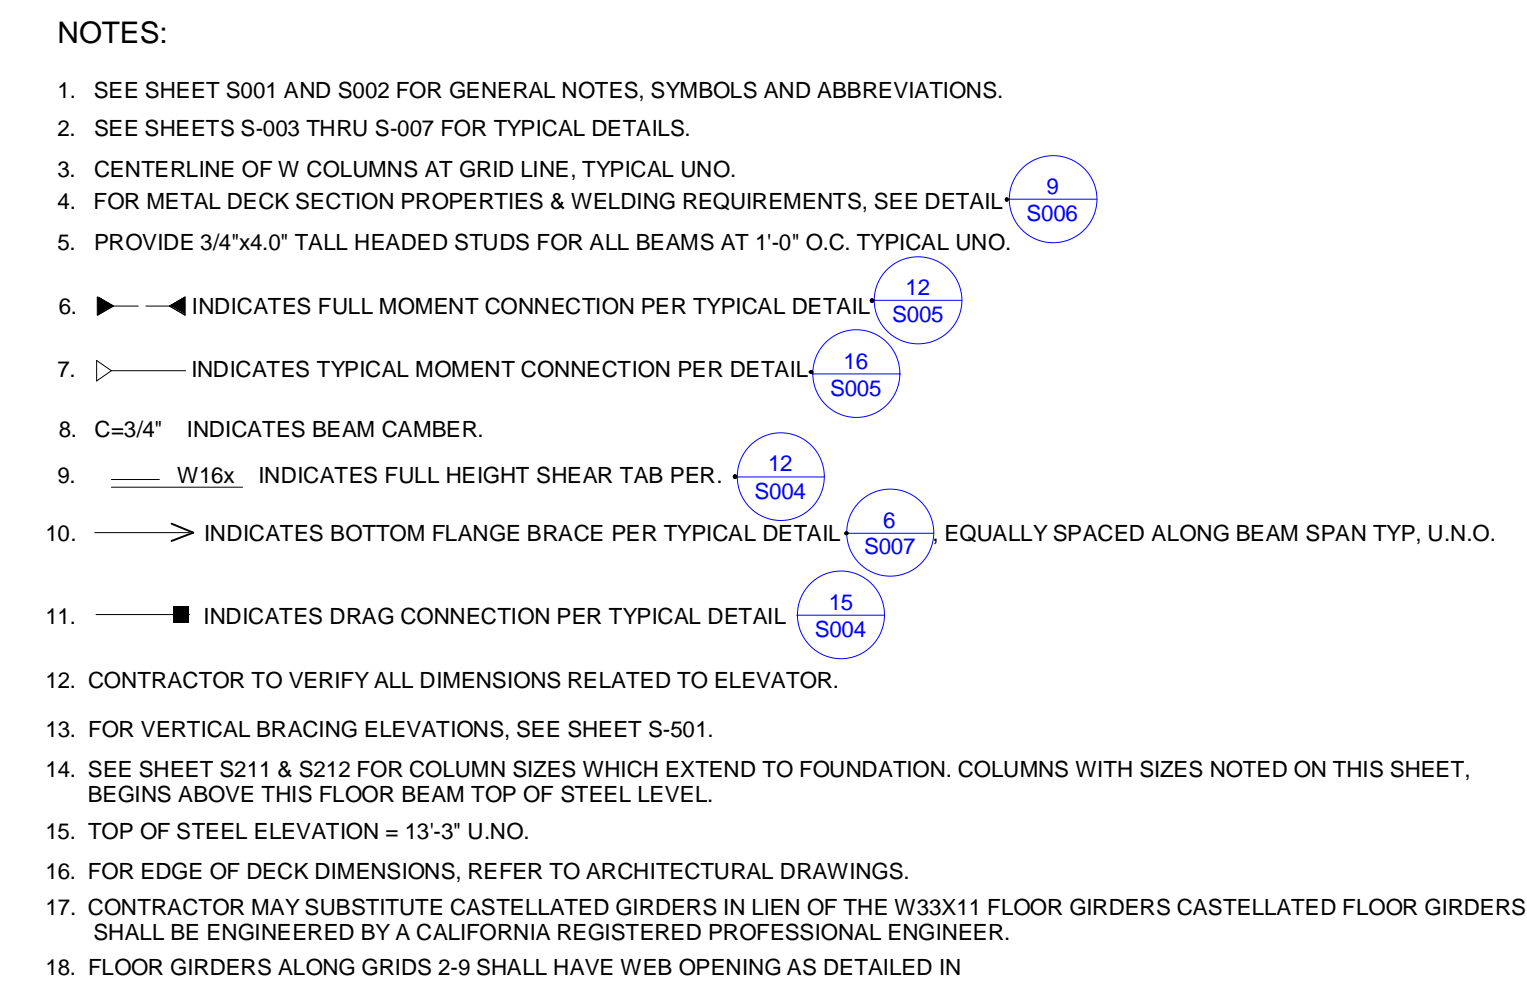 NOTES:
1. SEE SHEET S001 AND S002 FOR GENERAL NOTES, SYMBOLS AND ABBREVIATIONS.
2. SEE SHEETS S-003 THRU S-007 FOR TYPICAL DETAILS.
3. CENTERLINE OF W COLUMNS AT GRID LINE, TYPICAL UNO.
4. FOR METAL DECK SECTION PROPERTIES & WELDING REQUIREMENTS, SEE DETAIL 9 S006
5. PROVIDE 3/4"x4.0" TALL HEADED STUDS FOR ALL BEAMS AT 1'-0" O.C. TYPICAL UNO.
6. INDICATES FULL MOMENT CONNECTION PER TYPICAL DETAIL 12 S005
7. INDICATES TYPICAL MOMENT CONNECTION PER DETAIL 16 S005
8. C=3/4" INDICATES BEAM CAMBER.
9. W16x INDICATES FULL HEIGHT SHEAR TAB PER. 12 S004
10. INDICATES BOTTOM FLANGE BRACE PER TYPICAL DETAIL 6 S007 , EQUALLY SPACED ALONG BEAM SPAN TYP, U.N.O.
11. INDICATES DRAG CONNECTION PER TYPICAL DETAIL 15 S004
12. CONTRACTOR TO VERIFY ALL DIMENSIONS RELATED TO ELEVATOR.
13. FOR VERTICAL BRACING ELEVATIONS, SEE SHEET S-501.
14. SEE SHEET S211 & S212 FOR COLUMN SIZES WHICH EXTEND TO FOUNDATION. COLUMNS WITH SIZES NOTED ON THIS SHEET,
BEGINS ABOVE THIS FLOOR BEAM TOP OF STEEL LEVEL.
15. TOP OF STEEL ELEVATION = 13'-3" U.NO.
16. FOR EDGE OF DECK DIMENSIONS, REFER TO ARCHITECTURAL DRAWINGS.
17. CONTRACTOR MAY SUBSTITUTE CASTELLATED GIRDERS IN LIEN OF THE W33X11 FLOOR GIRDERS CASTELLATED FLOOR GIRDERS
SHALL BE ENGINEERED BY A CALIFORNIA REGISTERED PROFESSIONAL ENGINEER.
18. FLOOR GIRDERS ALONG GRIDS 2-9 SHALL HAVE WEB OPENING AS DETAILED IN